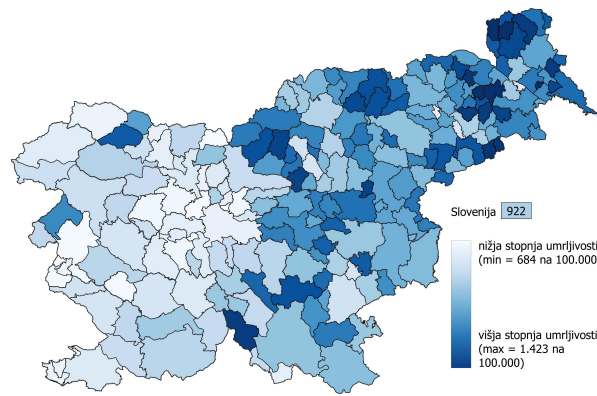 Slovenija 922
nižja stopnja umrljivosti
(min = 684 na 100.000)
višja stopnja umrljivosti
(max = 1.423 na
100.000)